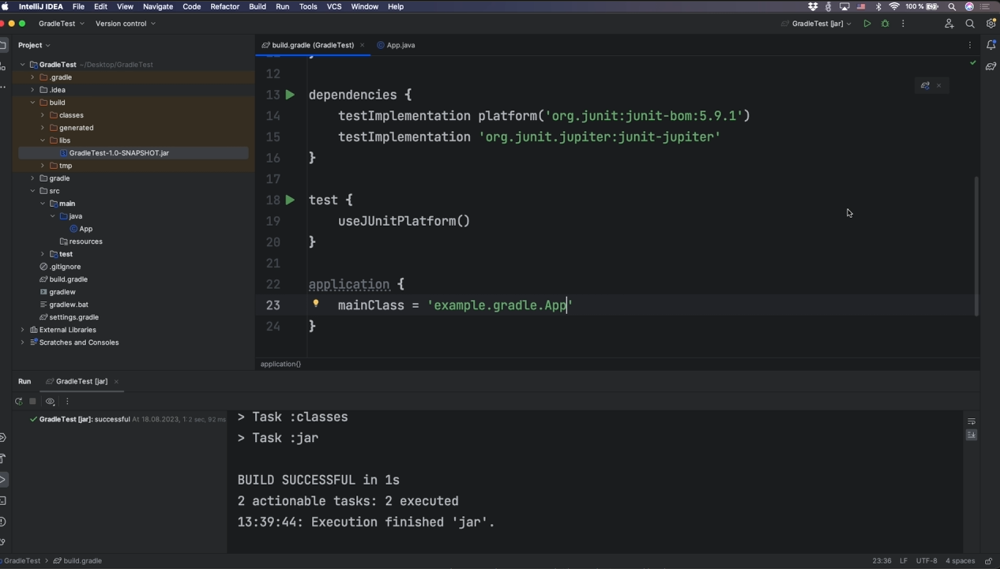 IntelliJ IDEA File Edit View Navigate Code Refactor Build Run Tools VCS Window Help 100 %
GradleTest Version control GradleTest [jar]
Project
build.gradle (GradleTest) App.java
GradleTest ~/Desktop/GradleTest
.gradle
.idea
build
classes
generated
libs
GradleTest-1.0-SNAPSHOT.jar
tmp
gradle
src
main
java
App
resources
test
.gitignore
build.gradle
gradlew
gradlew.bat
settings.gradle
External Libraries
Scratches and Consoles
12
13 dependencies {
14 testImplementation platform('org.junit:junit-bom:5.9.1')
15 testImplementation 'org.junit.jupiter:junit-jupiter'
16 }
17
18 test {
19 useJUnitPlatform()
20 }
21
22 application {
23 mainClass = 'example.gradle.App'
24 }
application{}
Run GradleTest [jar]
GradleTest [jar]: successful At 18.08.2023, 1: 2 sec, 92 ms
> Task :classes
> Task :jar
BUILD SUCCESSFUL in 1s
2 actionable tasks: 2 executed
13:39:44: Execution finished 'jar'.
GradleTest > build.gradle 23:36 LF UTF-8 4 spaces